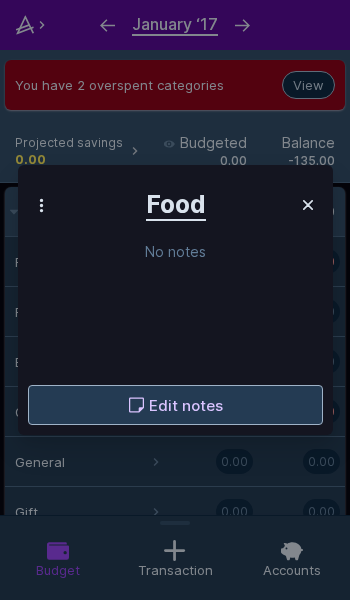 January ‘17
You have 2 overspent categories
View
Projected savings
0.00
Budgeted
0.00
Balance
-135.00
Food
No notes
Edit notes
General
0.00
0.00
Gift
0.00
0.00
Budget
Transaction
Accounts